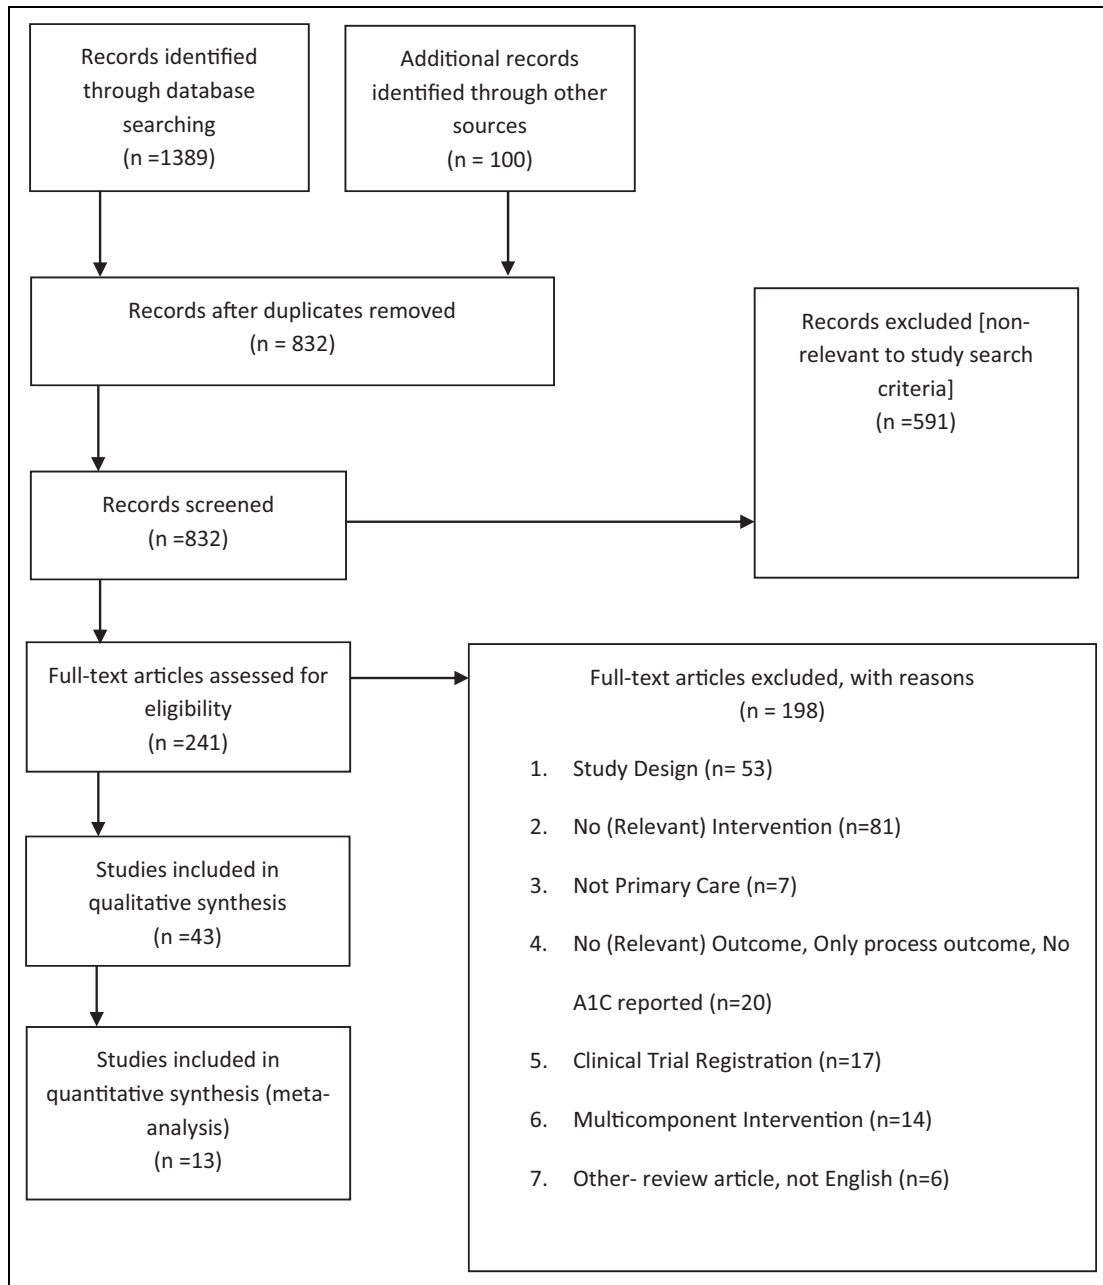 Records identified
through database
searching
(n =1389)
Additional records
identified through other
sources
(n = 100)
Records after duplicates removed
(n = 832)
Records excluded [non-
relevant to study search
criteria]
(n =591)
Records screened
(n =832)
Full-text articles assessed for
eligibility
(n =241)
Full-text articles excluded, with reasons
(n = 198)
1. Study Design (n= 53)
2. No (Relevant) Intervention (n=81)
3. Not Primary Care (n=7)
4. No (Relevant) Outcome, Only process outcome, No
A1C reported (n=20)
5. Clinical Trial Registration (n=17)
6. Multicomponent Intervention (n=14)
7. Other- review article, not English (n=6)
Studies included in
qualitative synthesis
(n =43)
Studies included in
quantitative synthesis (meta-
analysis)
(n =13)